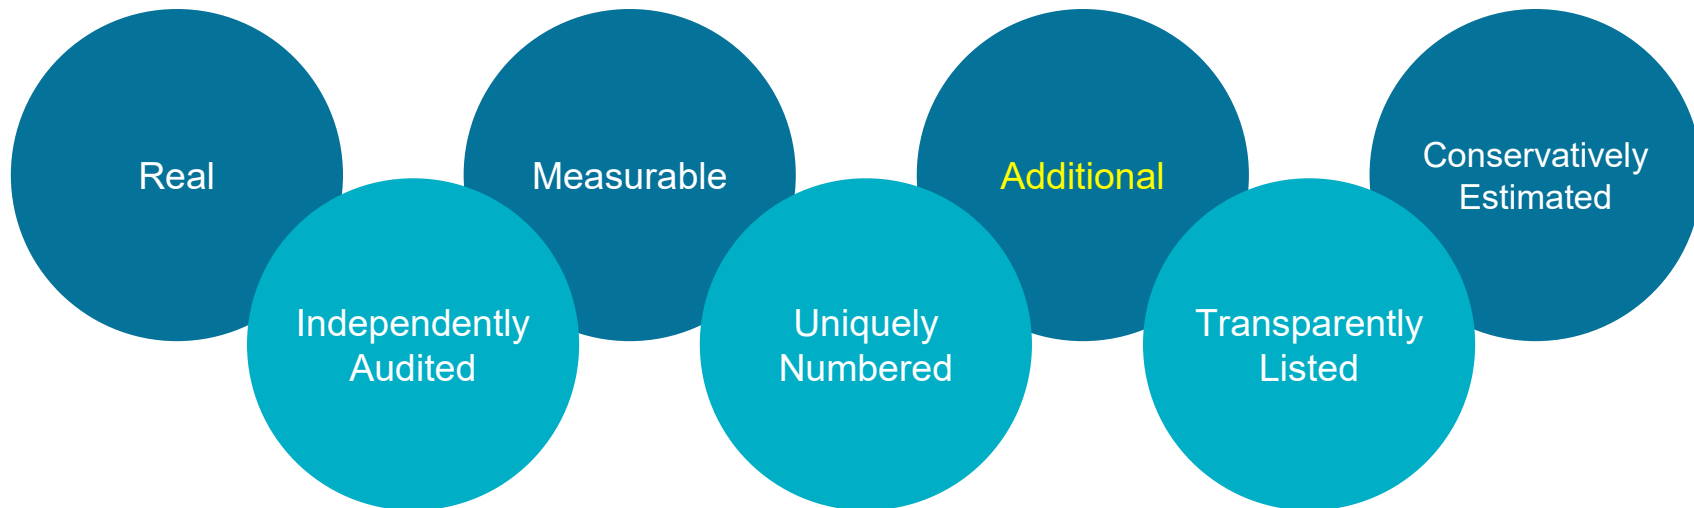 Real
Measurable
Additional
Conservatively
Estimated
Independently
Audited
Uniquely
Numbered
Transparently
Listed